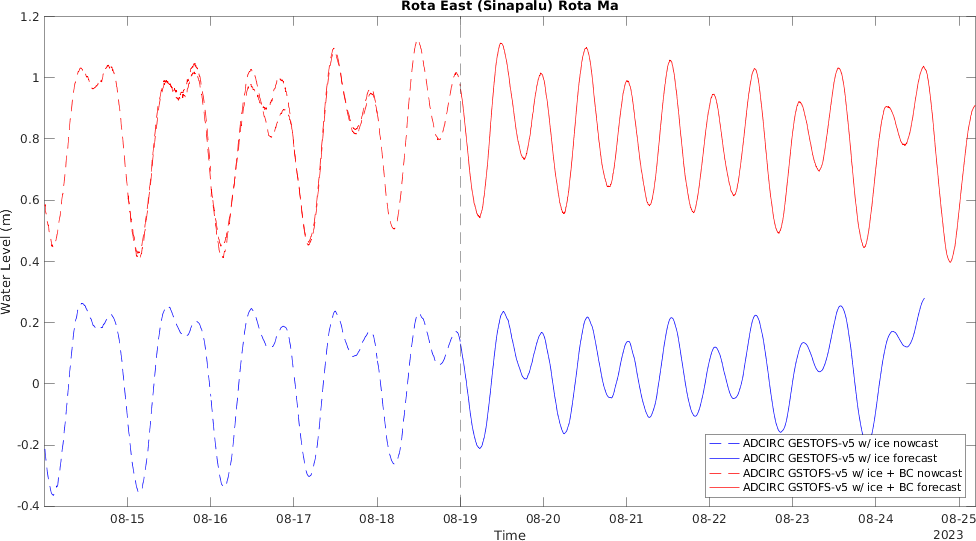 Rota East (Sinapalu) Rota Ma
1.2
1
0.8
0.6
0.4
0.2
0
-0.2
-0.4
Water Level (m)
ADCIRC GESTOFS-v5 w/ ice nowcast
ADCIRC GESTOFS-v5 w/ ice forecast
ADCIRC GSTOFS-v5 w/ ice + BC nowcast
ADCIRC GSTOFS-v5 w/ ice + BC forecast
08-15 08-16 08-17 08-18 08-19 08-20 08-21 08-22 08-23 08-24 08-25
Time
2023